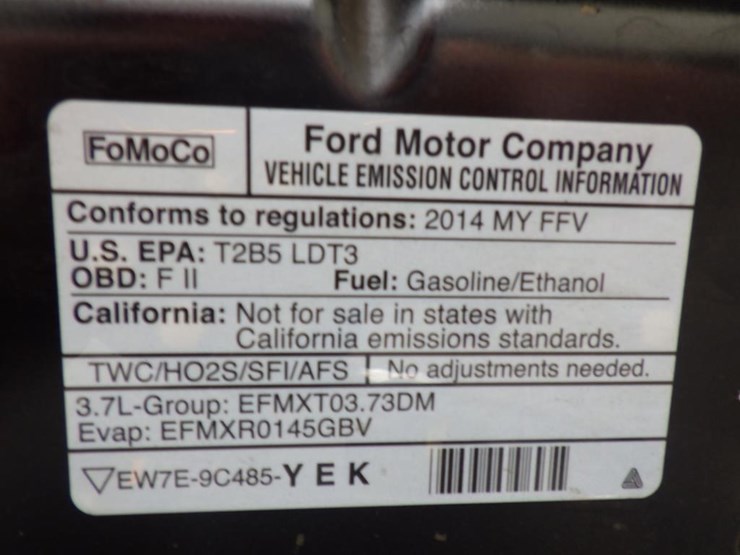 FoMoCo
Ford Motor Company
VEHICLE EMISSION CONTROL INFORMATION
Conforms to regulations: 2014 MY FFV
U.S. EPA: T2B5 LDT3
OBD: F II Fuel: Gasoline/Ethanol
California: Not for sale in states with
California emissions standards.
TWC/HO2S/SFI/AFS No adjustments needed.
3.7L-Group: EFMXT03.73DM
Evap: EFMXR0145GBV
EW7E-9C485-Y E K